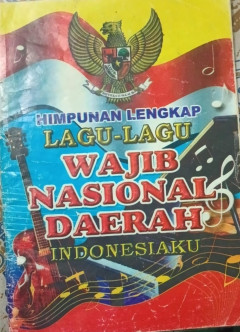 HIMPUNAN LENGKAP
LAGU-LAGU
WAJIB
NASIONAL
DAERAH
INDONESIAKU